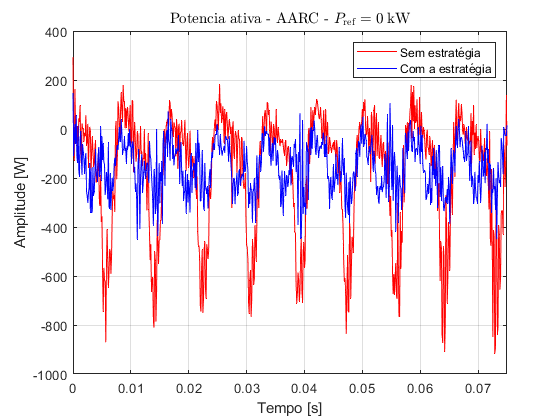 Potencia ativa - AARC - P_ref = 0 kW
400
Sem estratégia
Com a estratégia
200
0
-200
-400
-600
-800
-1000
Amplitude [W]
0 0.01 0.02 0.03 0.04 0.05 0.06 0.07
Tempo [s]